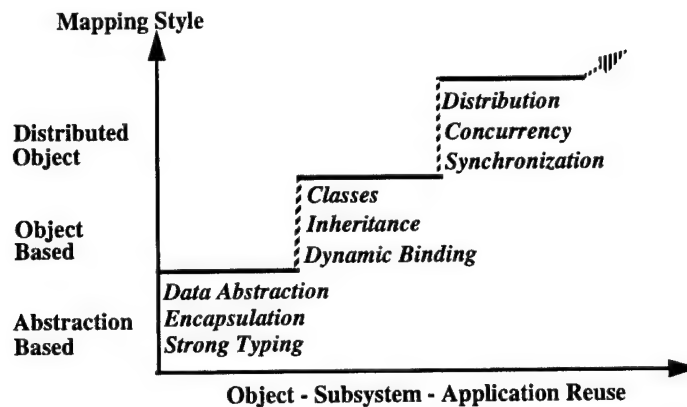 Mapping Style
Distributed
Object
Distribution
Concurrency
Synchronization
Object
Based
Classes
Inheritance
Dynamic Binding
Abstraction
Based
Data Abstraction
Encapsulation
Strong Typing
Object - Subsystem - Application Reuse